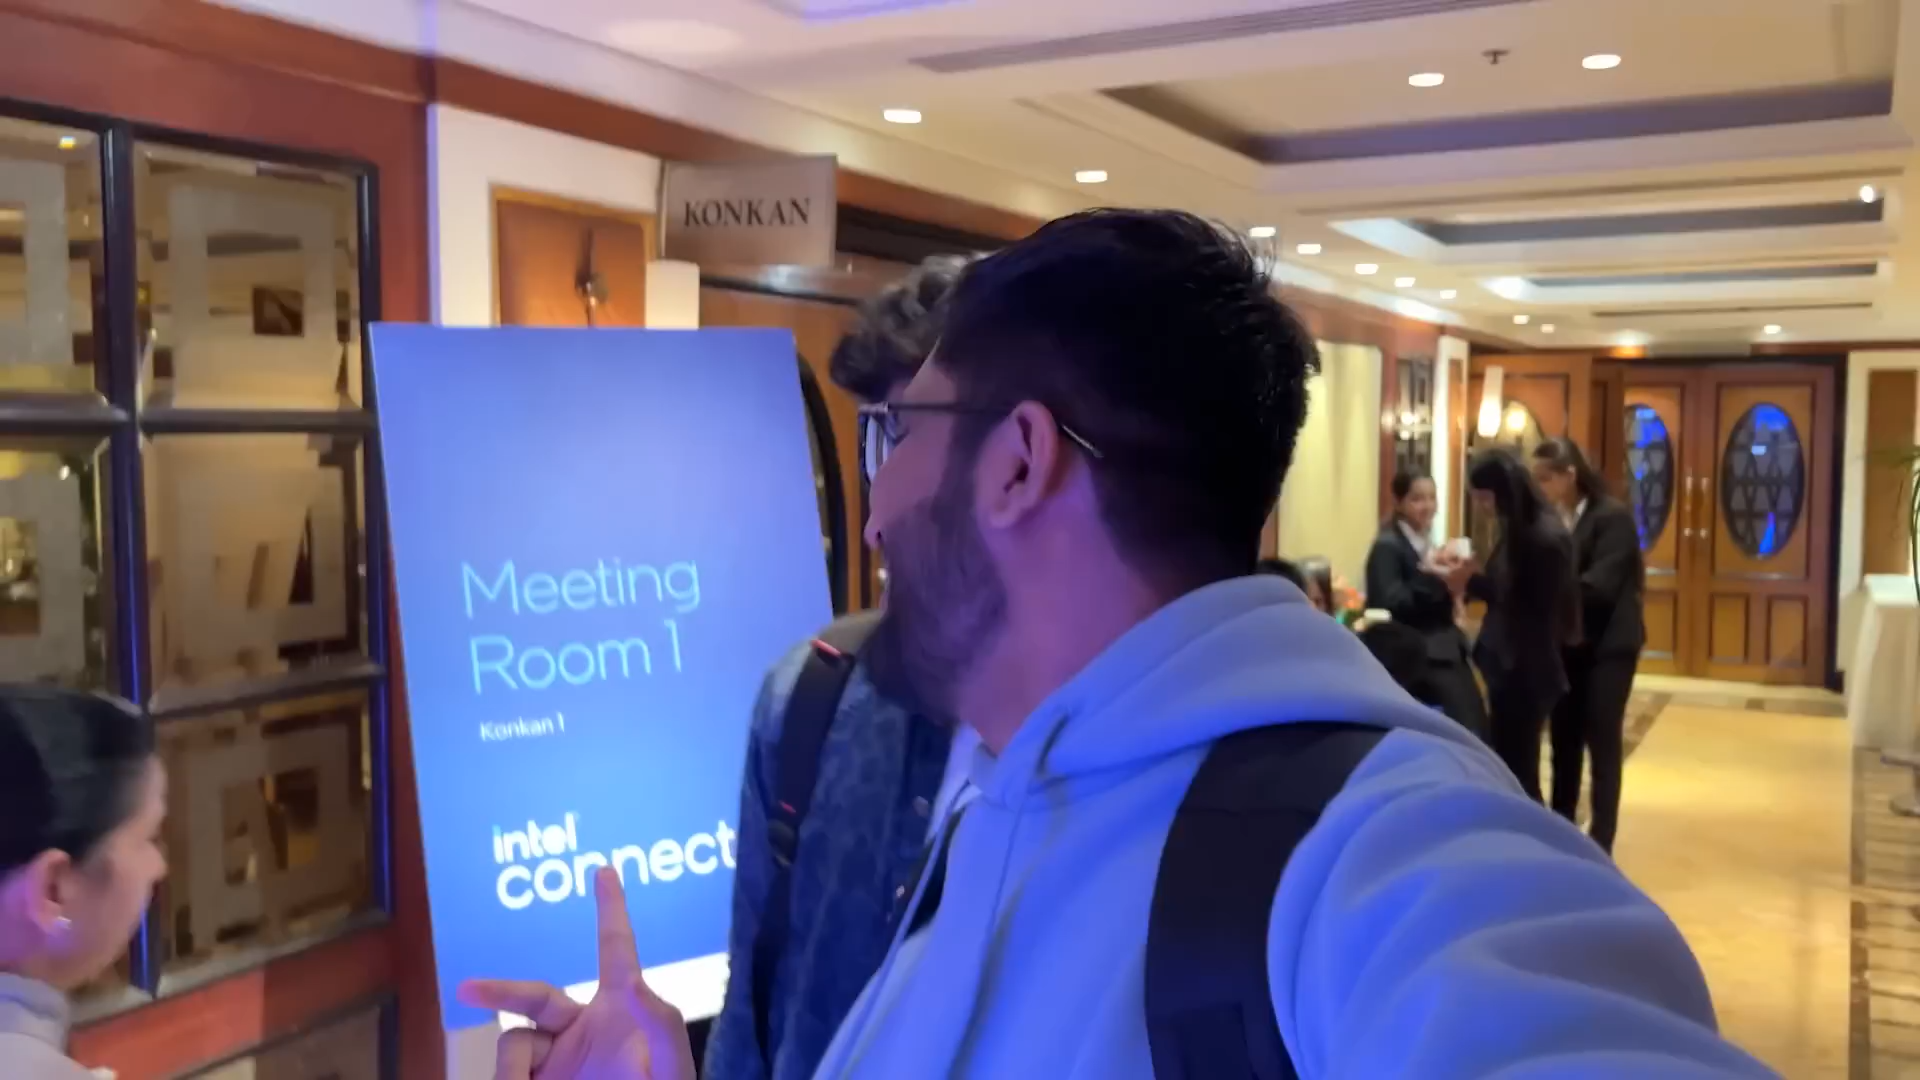 KONKAN
Meeting
Room 1
Konkan 1
intel
connect